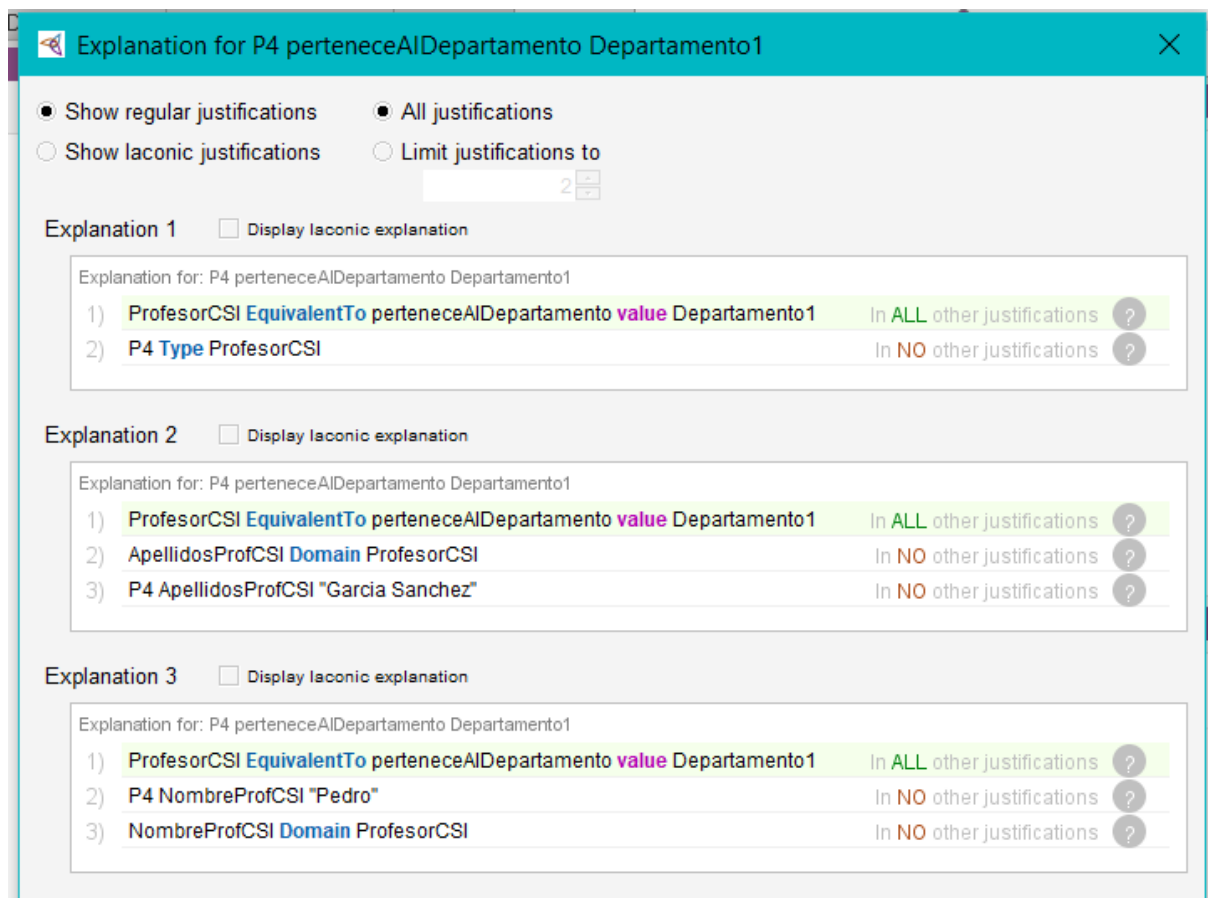 D
Explanation for P4 perteneceAlDepartamento Departamento1
Show regular justifications All justifications
Show laconic justifications Limit justifications to
2
Explanation 1 Display laconic explanation
Explanation for: P4 perteneceAlDepartamento Departamento1
1) ProfesorCSI EquivalentTo perteneceAlDepartamento value Departamento1 In ALL other justifications ?
2) P4 Type ProfesorCSI In NO other justifications ?
Explanation 2 Display laconic explanation
Explanation for: P4 perteneceAlDepartamento Departamento1
1) ProfesorCSI EquivalentTo perteneceAlDepartamento value Departamento1 In ALL other justifications ?
2) ApellidosProfCSI Domain ProfesorCSI In NO other justifications ?
3) P4 ApellidosProfCSI "Garcia Sanchez" In NO other justifications ?
Explanation 3 Display laconic explanation
Explanation for: P4 perteneceAlDepartamento Departamento1
1) ProfesorCSI EquivalentTo perteneceAlDepartamento value Departamento1 In ALL other justifications ?
2) P4 NombreProfCSI "Pedro" In NO other justifications ?
3) NombreProfCSI Domain ProfesorCSI In NO other justifications ?